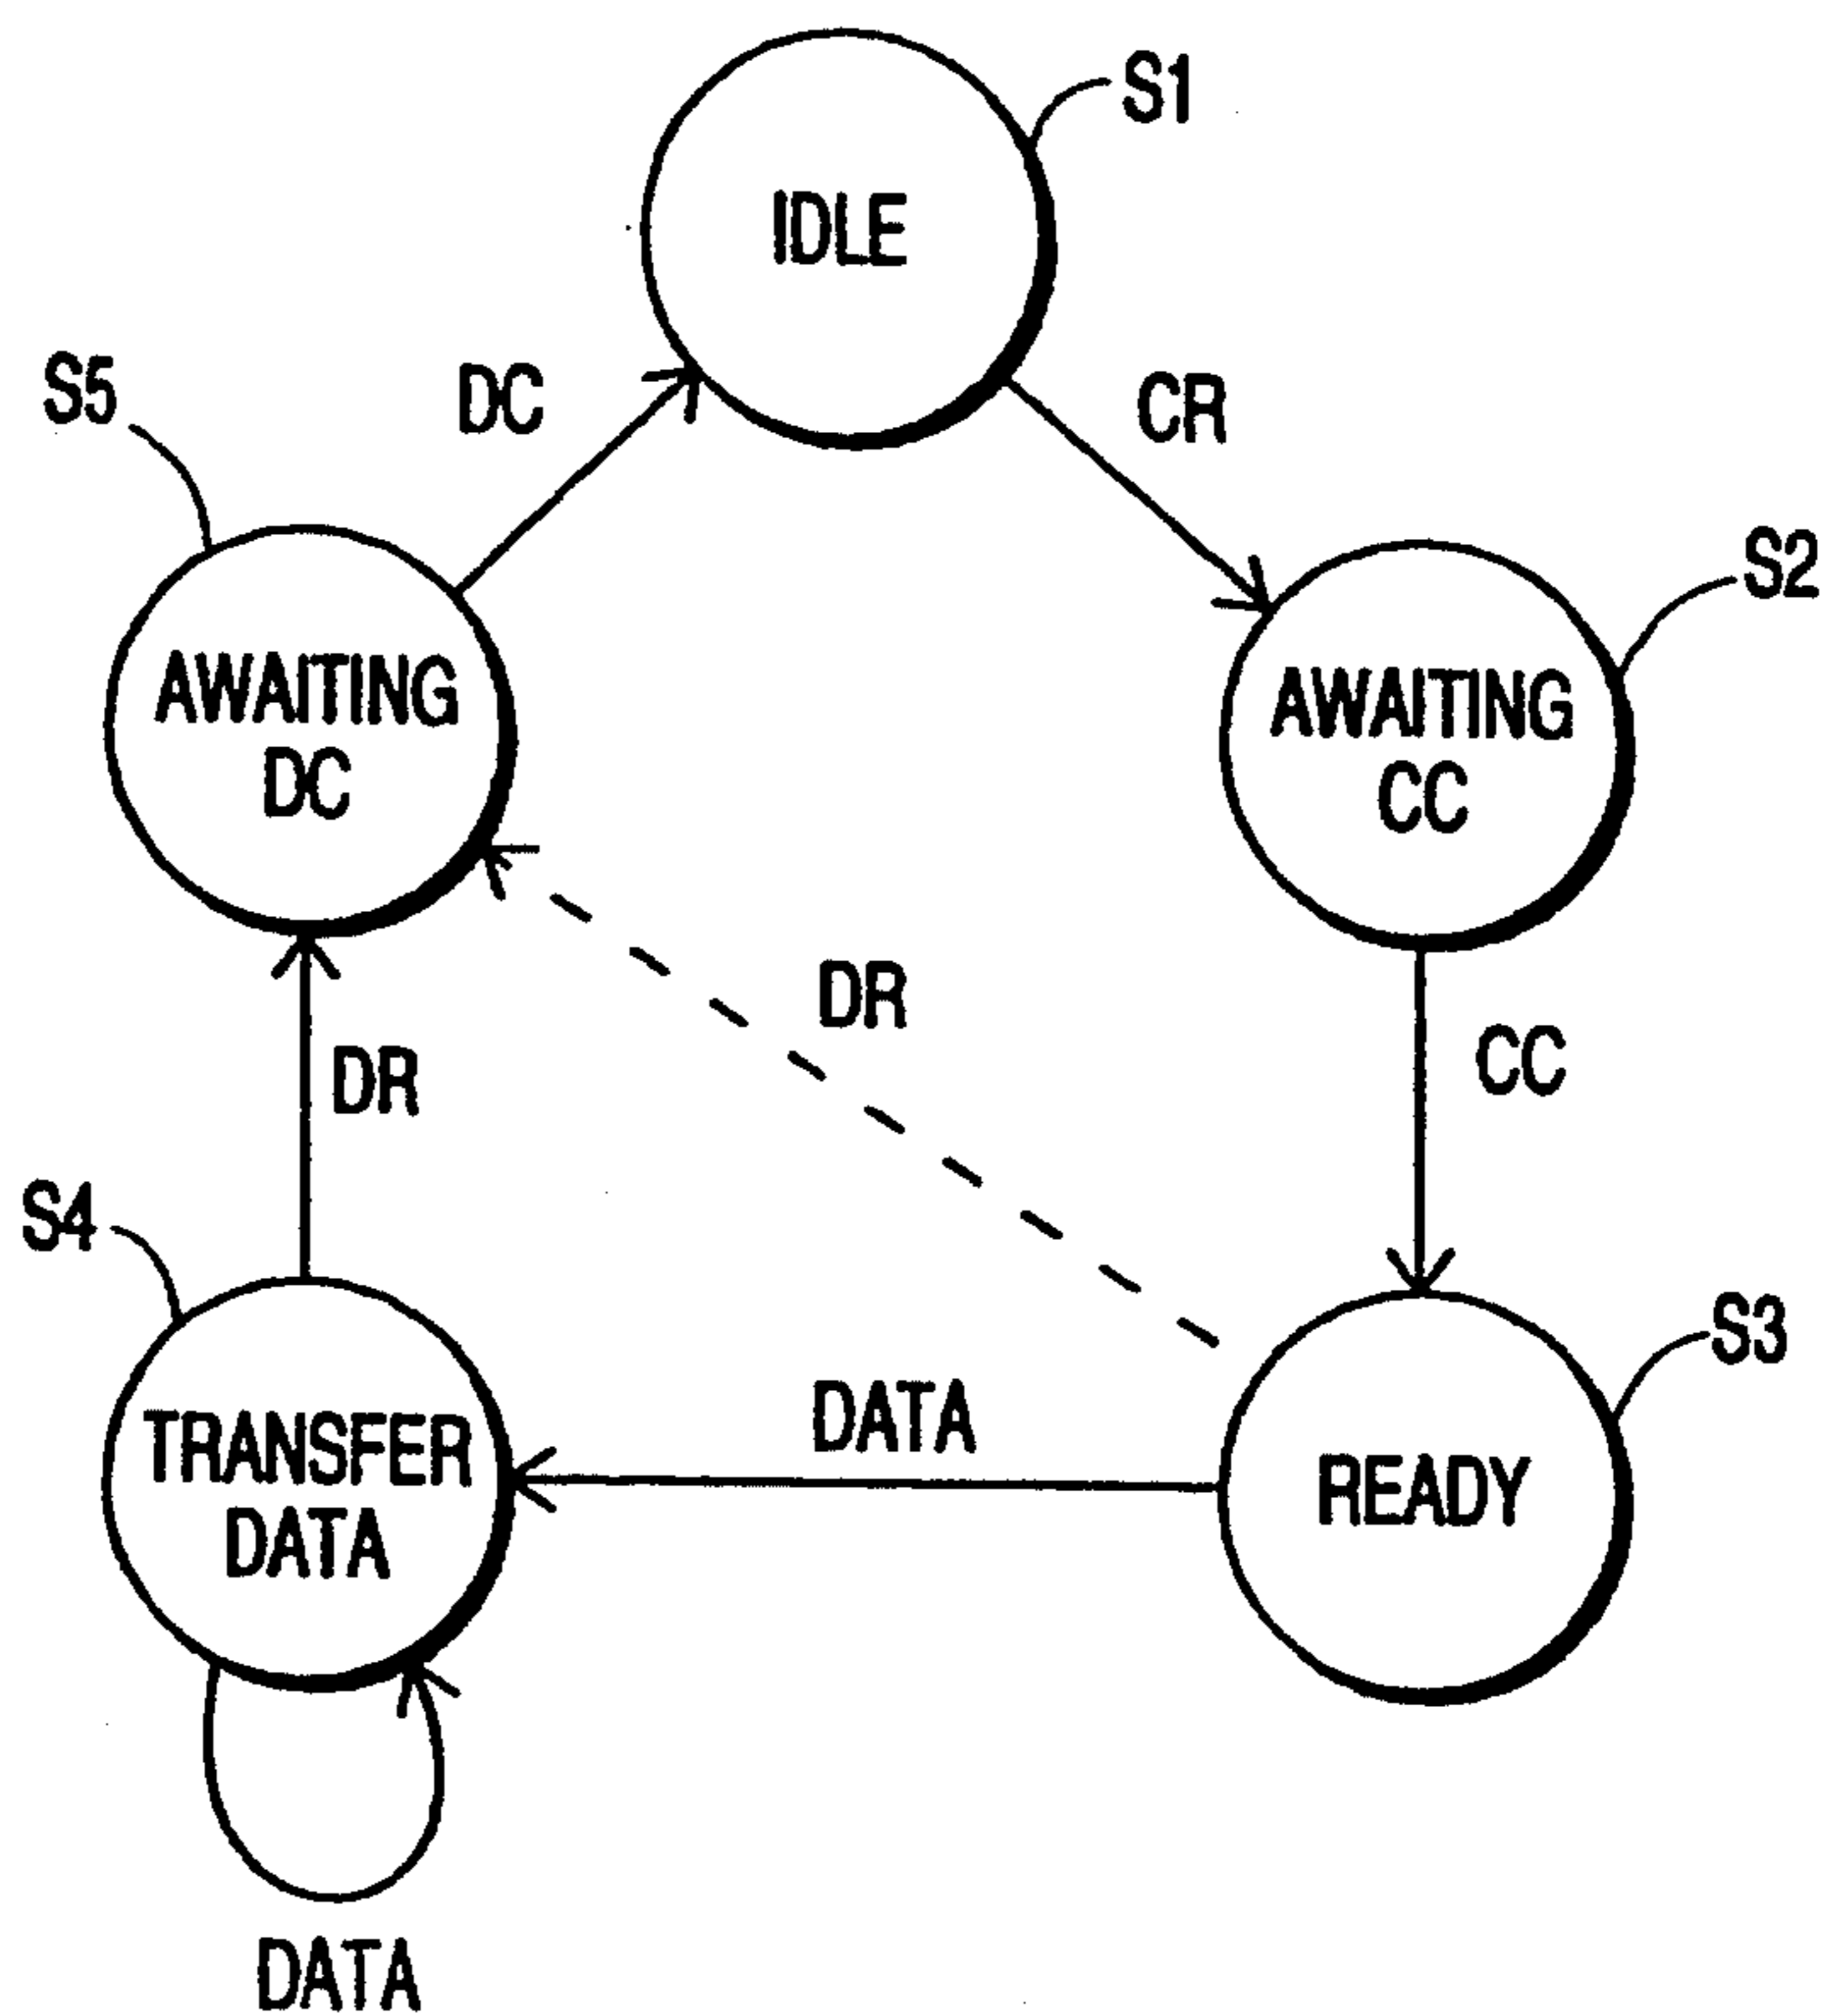 S1
IDLE
S5
DC
CR
S2
AWAITING
DC
AWAITING
CC
DR
DR
CC
S4
S3
DATA
TRANSFER
DATA
READY
DATA